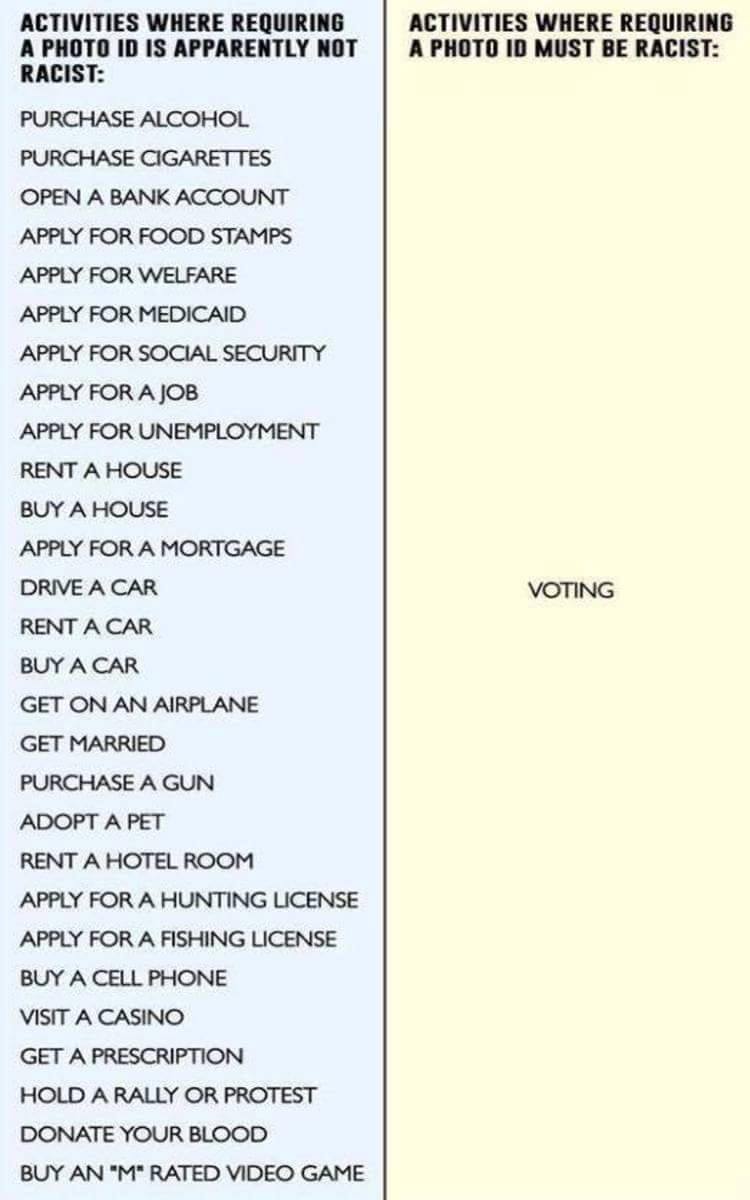 ACTIVITIES WHERE REQUIRING
A PHOTO ID IS APPARENTLY NOT
RACIST:
PURCHASE ALCOHOL
PURCHASE CIGARETTES
OPEN A BANK ACCOUNT
APPLY FOR FOOD STAMPS
APPLY FOR WELFARE
APPLY FOR MEDICAID
APPLY FOR SOCIAL SECURITY
APPLY FOR A JOB
APPLY FOR UNEMPLOYMENT
RENT A HOUSE
BUY A HOUSE
APPLY FOR A MORTGAGE
DRIVE A CAR
RENT A CAR
BUY A CAR
GET ON AN AIRPLANE
GET MARRIED
PURCHASE A GUN
ADOPT A PET
RENT A HOTEL ROOM
APPLY FOR A HUNTING LICENSE
APPLY FOR A FISHING LICENSE
BUY A CELL PHONE
VISIT A CASINO
GET A PRESCRIPTION
HOLD A RALLY OR PROTEST
DONATE YOUR BLOOD
BUY AN "M" RATED VIDEO GAME
ACTIVITIES WHERE REQUIRING
A PHOTO ID MUST BE RACIST:
VOTING